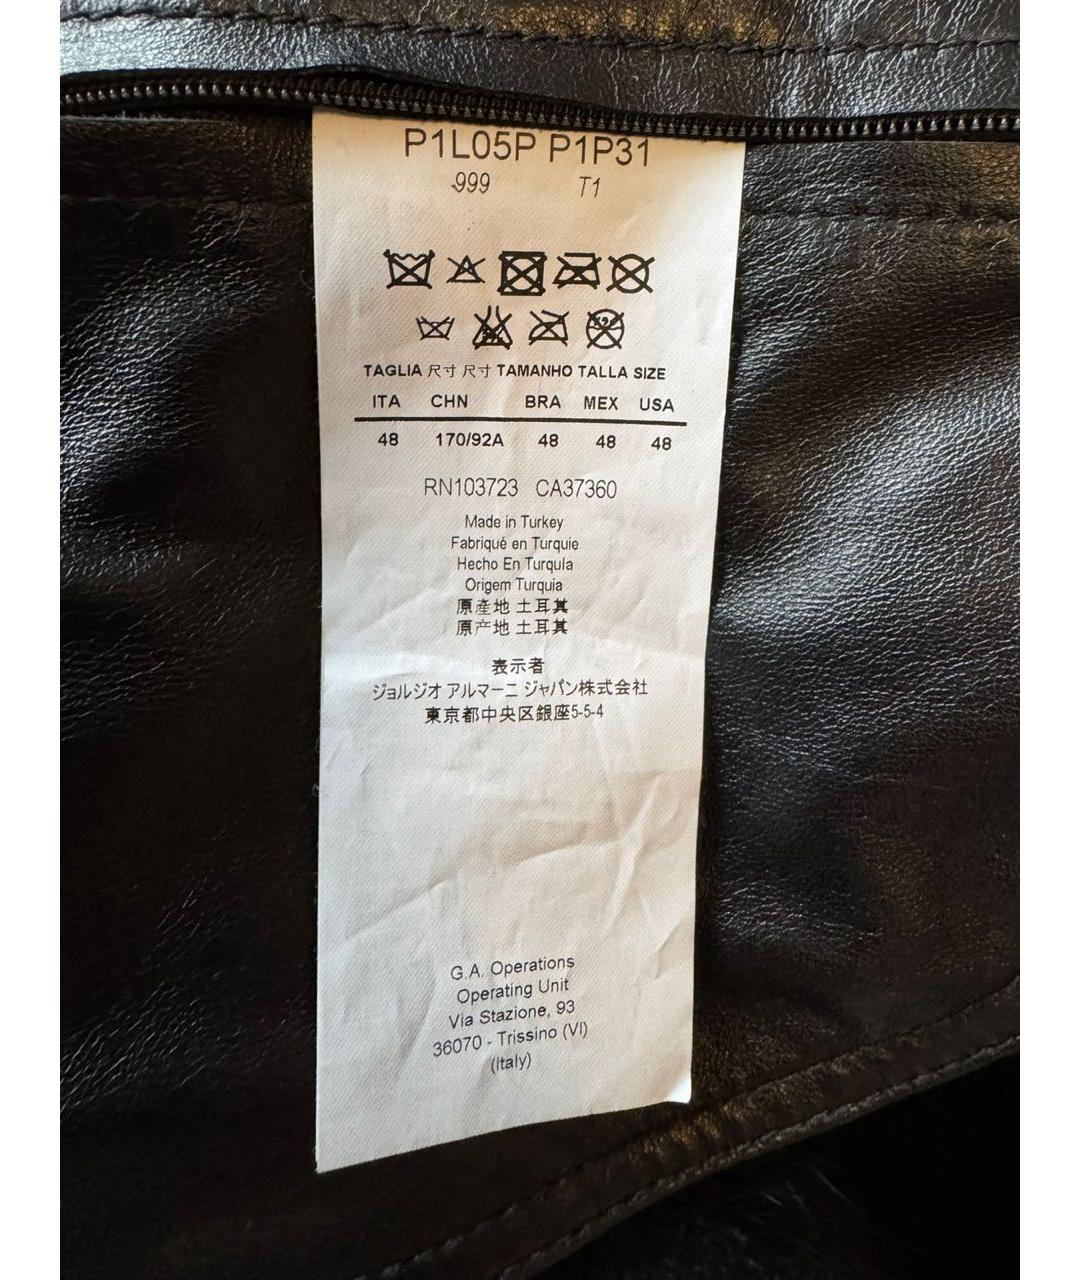 P1L05P P1P31
999 T1
TAGLIA 尺寸 尺寸 TAMANHO TALLA SIZE
ITA CHN BRA MEX USA
48 170/92A 48 48 48
RN103723 CA37360
Made in Turkey
Fabriqué en Turquie
Hecho En Turqula
Origem Turquia
原産地 土耳其
原产地 土耳其
表示者
ジョルジオ アルマーニ ジャパン株式会社
東京都中央区銀座5-5-4
G.A. Operations
Operating Unit
Via Stazione, 93
36070 - Trissino (VI)
(Italy)